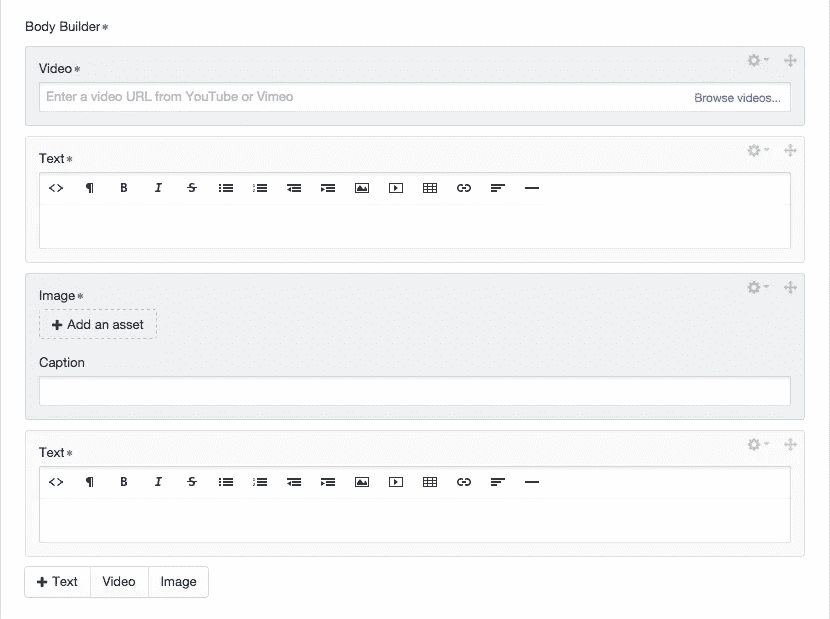 Body Builder*
Video*
Enter a video URL from YouTube or Vimeo Browse videos...
Text*
<> ¶ B I S
Image*
+ Add an asset
Caption
Text*
<> ¶ B I S
+ Text Video Image